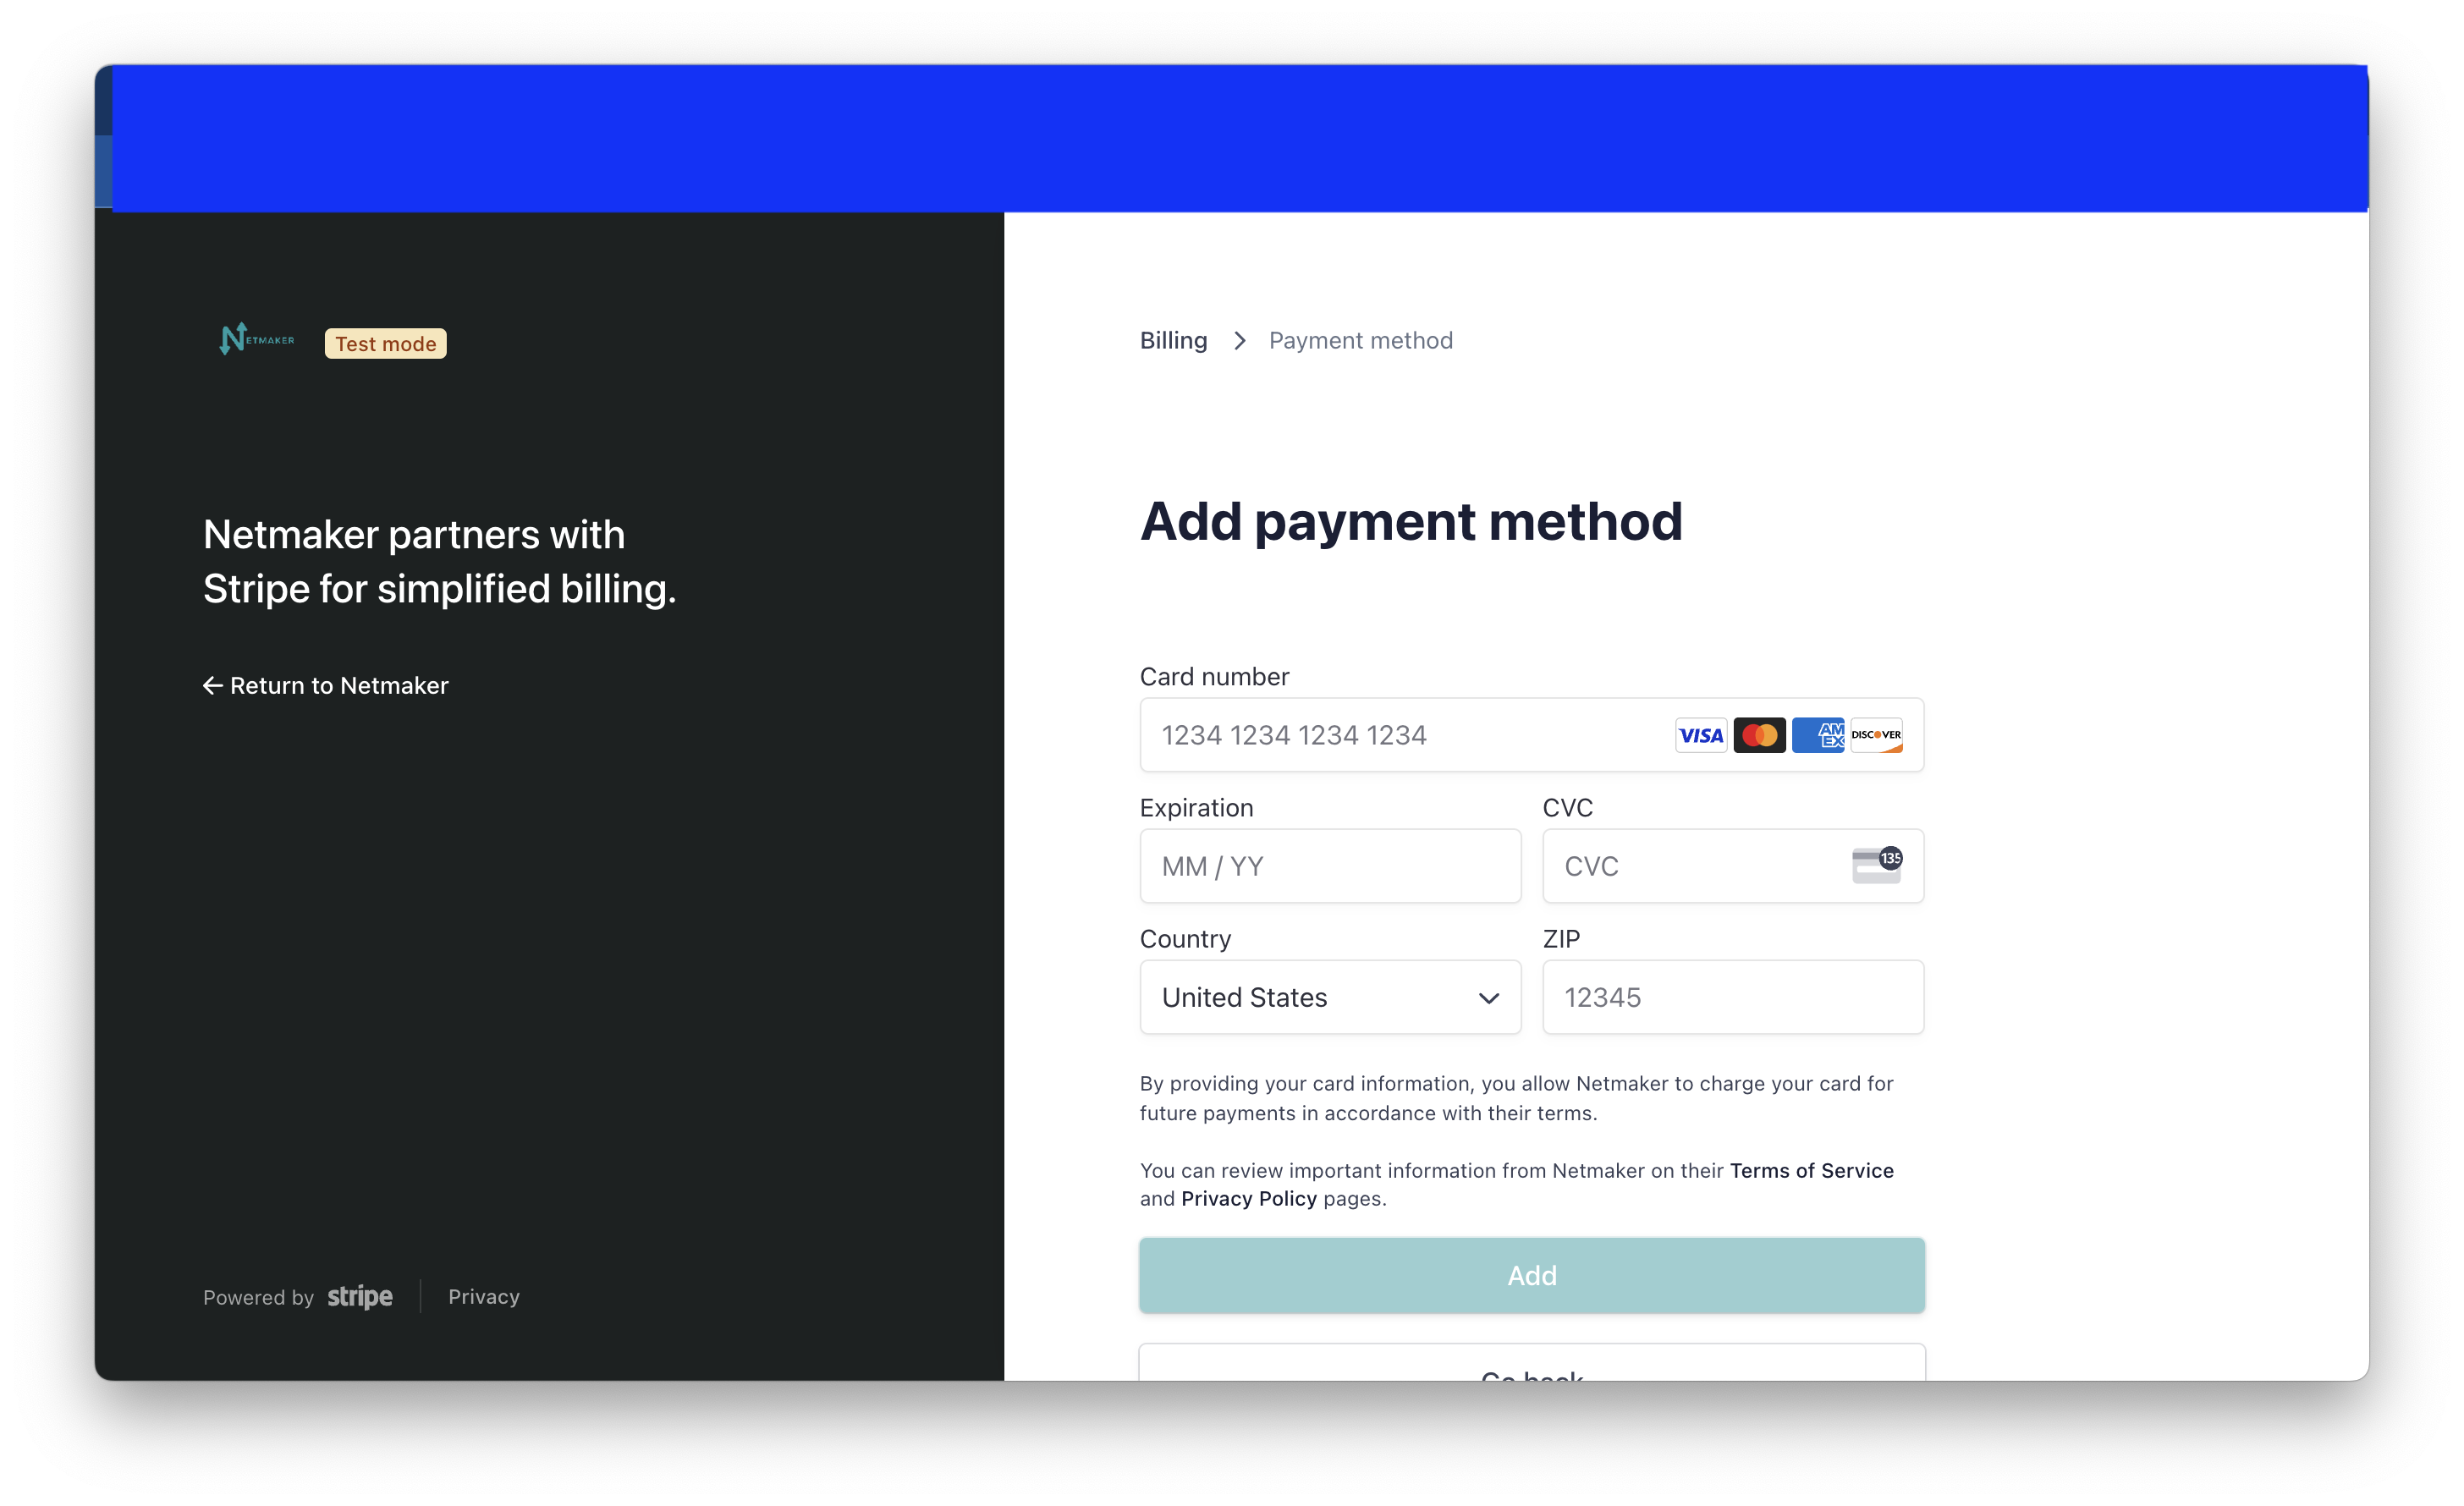 NETMAKER
Test mode
Netmaker partners with
Stripe for simplified billing.
← Return to Netmaker
Powered by stripe
Privacy
Billing > Payment method
Add payment method
Card number
1234 1234 1234 1234
VISA
AM
EX
DISCOVER
Expiration
CVC
MM / YY
CVC
135
Country
ZIP
United States
12345
By providing your card information, you allow Netmaker to charge your card for
future payments in accordance with their terms.
You can review important information from Netmaker on their Terms of Service
and Privacy Policy pages.
Add
Go back